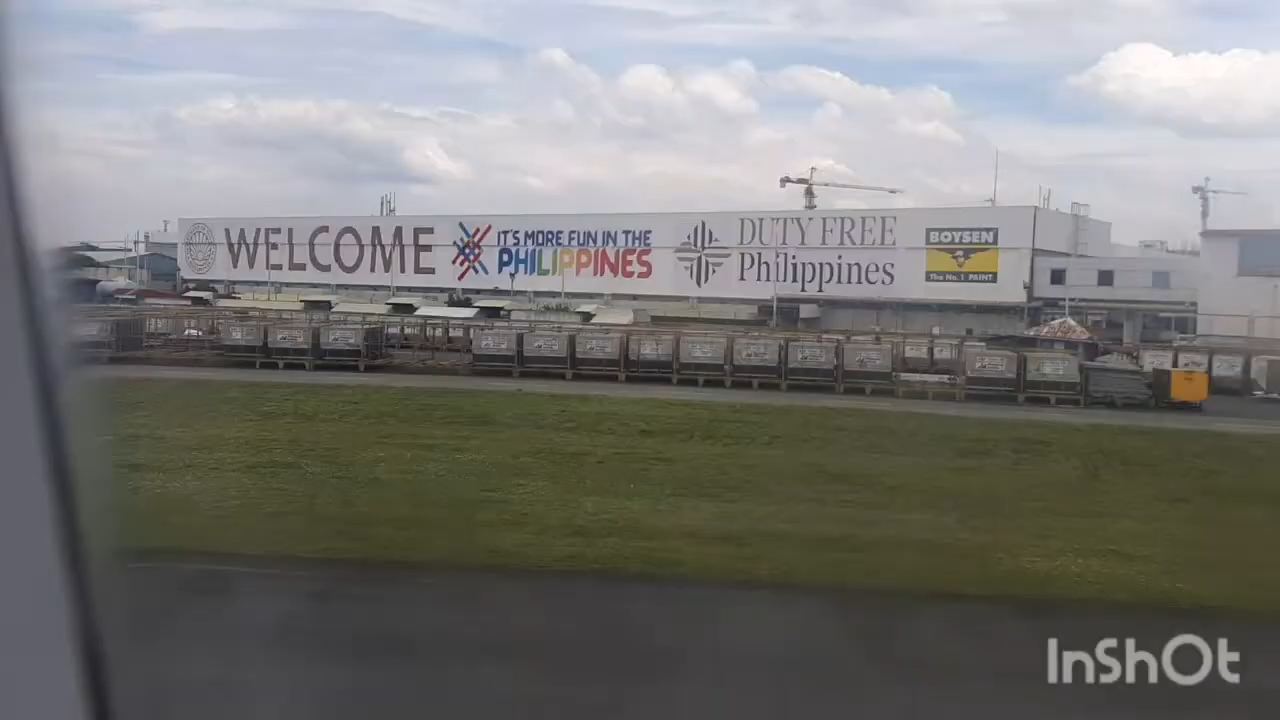 WELCOME
IT'S MORE FUN IN THE
PHILIPPINES
DUTY FREE
Philippines
BOYSEN
The No. 1 PAINT
InShOt